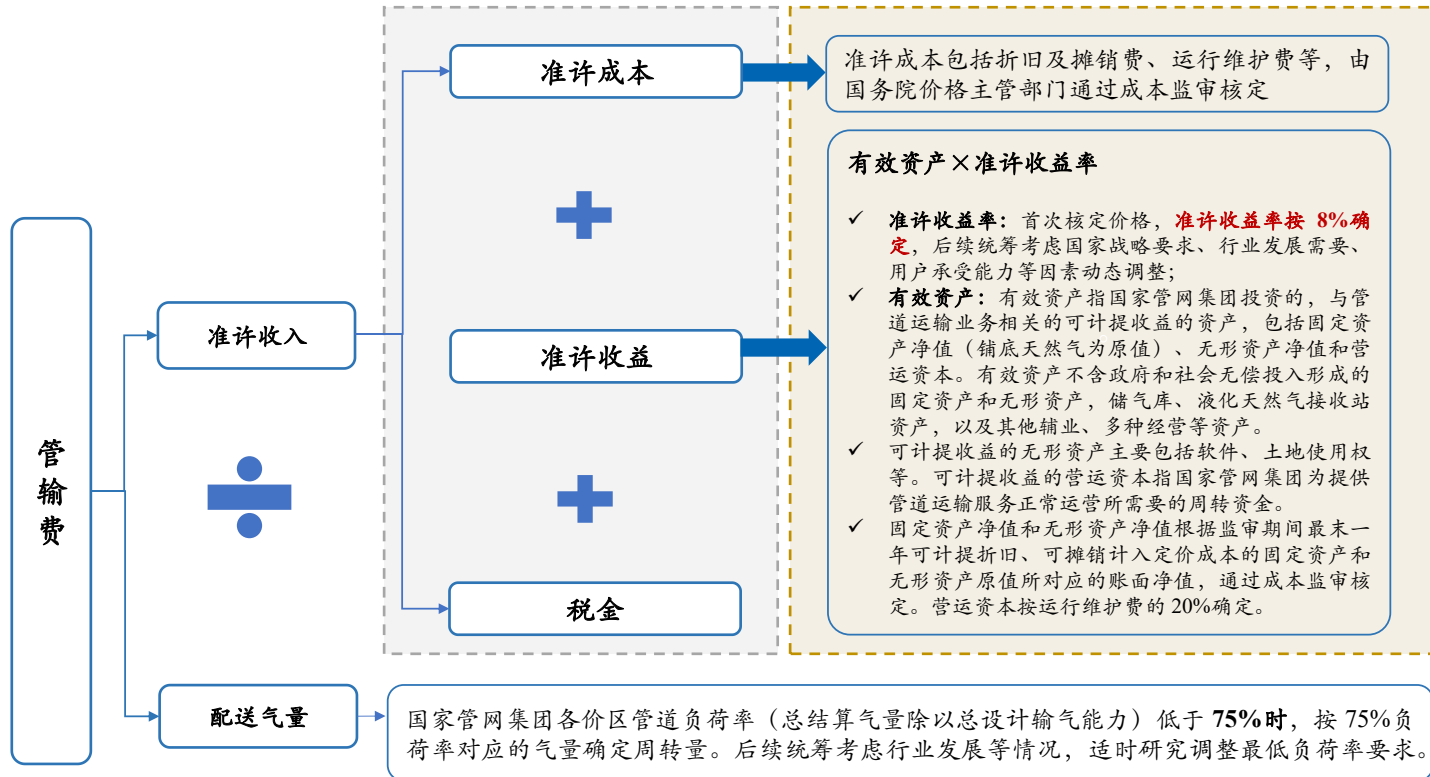 管输费
准许收入
配送气量
准许成本
准许收益
税金
准许成本包括折旧及摊销费、运行维护费等，由
国务院价格主管部门通过成本监审核定
有效资产×准许收益率
✓ 准许收益率：首次核定价格，准许收益率按 8%确
定，后续统筹考虑国家战略要求、行业发展需要、
用户承受能力等因素动态调整；
✓ 有效资产：有效资产指国家管网集团投资的，与管
道运输业务相关的可计提收益的资产，包括固定资
产净值（铺底天然气为原值）、无形资产净值和营
运资本。有效资产不含政府和社会无偿投入形成的
固定资产和无形资产，储气库、液化天然气接收站
资产，以及其他辅业、多种经营等资产。
✓ 可计提收益的无形资产主要包括软件、土地使用权
等。可计提收益的营运资本指国家管网集团为提供
管道运输服务正常运营所需要的周转资金。
✓ 固定资产净值和无形资产净值根据监审期间最末一
年可计提折旧、可摊销计入定价成本的固定资产和
无形资产原值所对应的账面净值，通过成本监审核
定。营运资本按运行维护费的 20%确定。
国家管网集团各价区管道负荷率（总结算气量除以总设计输气能力）低于 75%时，按 75%负
荷率对应的气量确定周转量。后续统筹考虑行业发展等情况，适时研究调整最低负荷率要求。